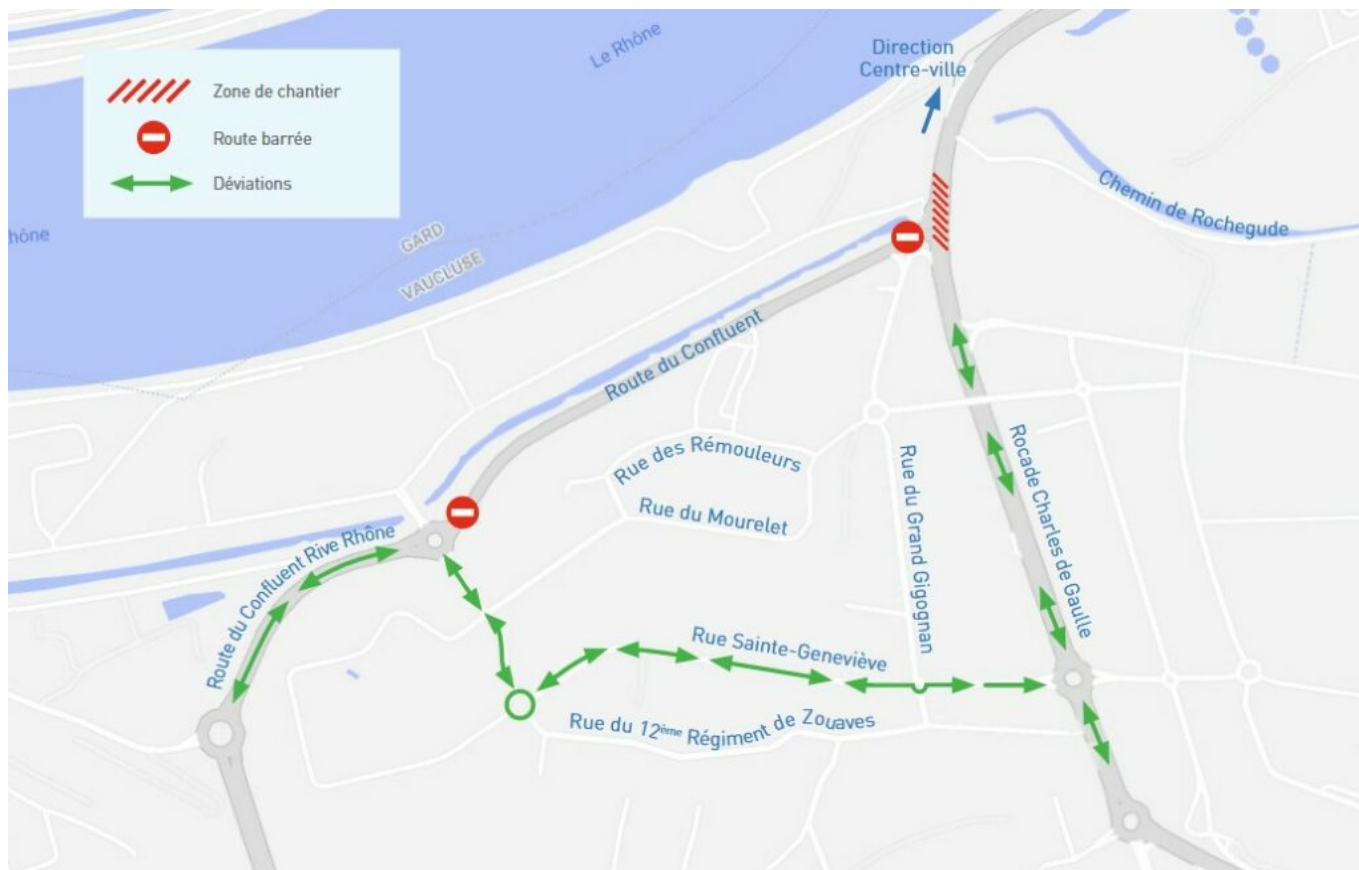 Le Rhône
Direction
Centre-ville
Zone de chantier
Route barrée
Déviations
hône
GARD
VAUCLUSE
Chemin de Rochegude
Route du Confluent
Rue des Rémouleurs
Rue du Mourelet
Rue du Grand Gigognan
Rocade Charles de Gaulle
Route du Confluent Rive Rhône
Rue Sainte-Geneviève
Rue du 12ème Régiment de Zouaves